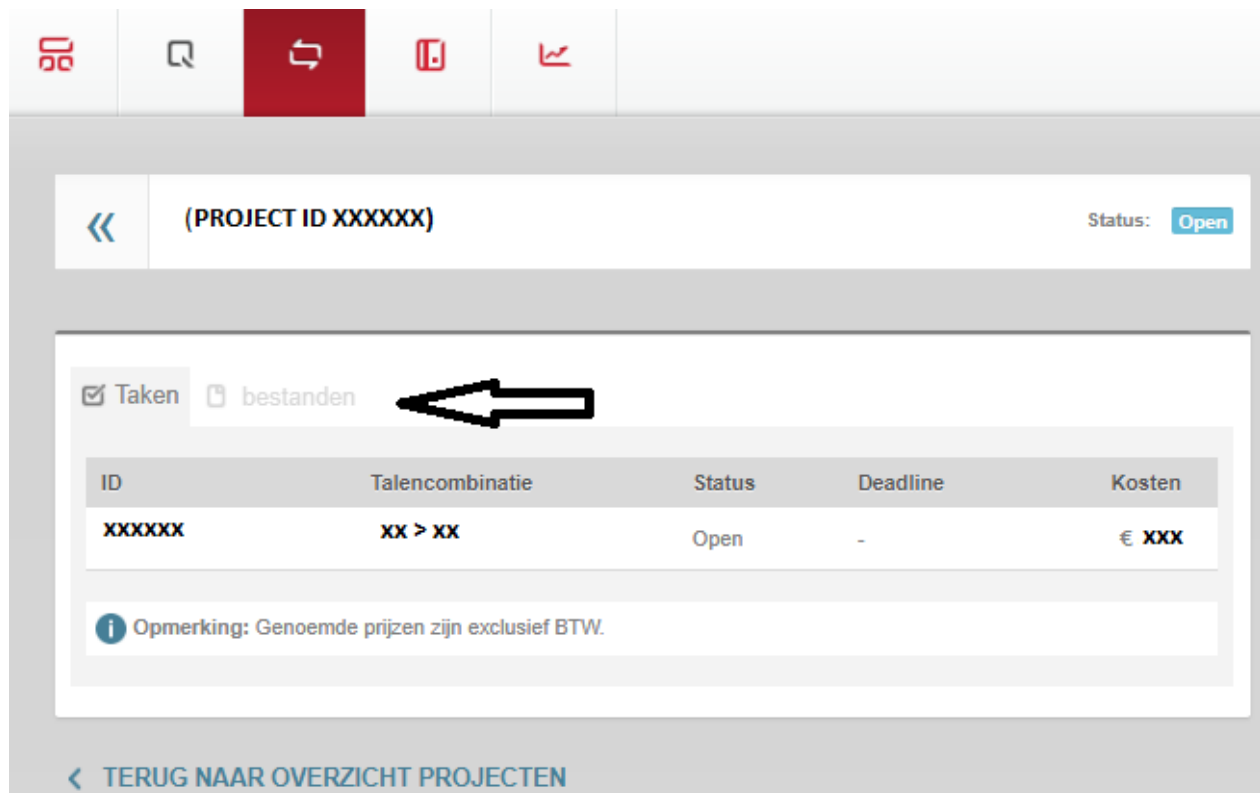 (PROJECT ID XXXXXX)
Status: Open
Taken bestanden
ID Talencombinatie Status Deadline Kosten
xxxxxx xx > xx Open - € xxx
Opmerking: Genoemde prijzen zijn exclusief BTW.
TERUG NAAR OVERZICHT PROJECTEN